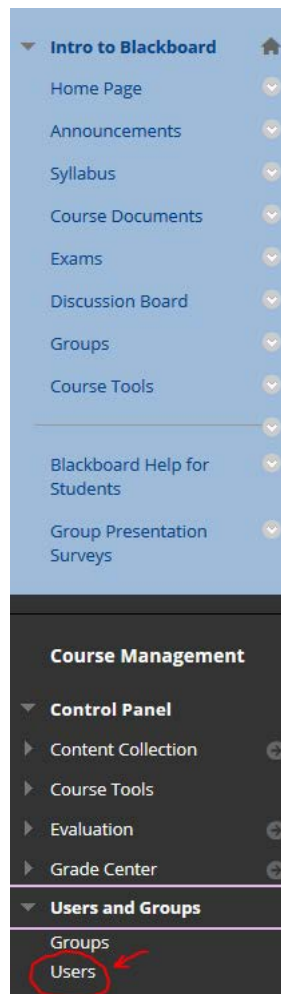 Intro to Blackboard
Home Page
Announcements
Syllabus
Course Documents
Exams
Discussion Board
Groups
Course Tools
Blackboard Help for
Students
Group Presentation
Surveys
Course Management
Control Panel
Content Collection
Course Tools
Evaluation
Grade Center
Users and Groups
Groups
Users